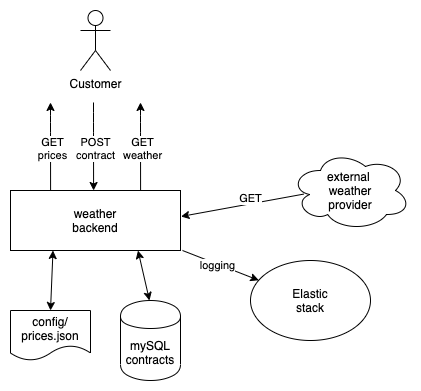 Customer
GET
prices
POST
contract
GET
weather
weather
backend
GET
external
weather
provider
logging
Elastic
stack
config/
prices.json
mySQL
contracts